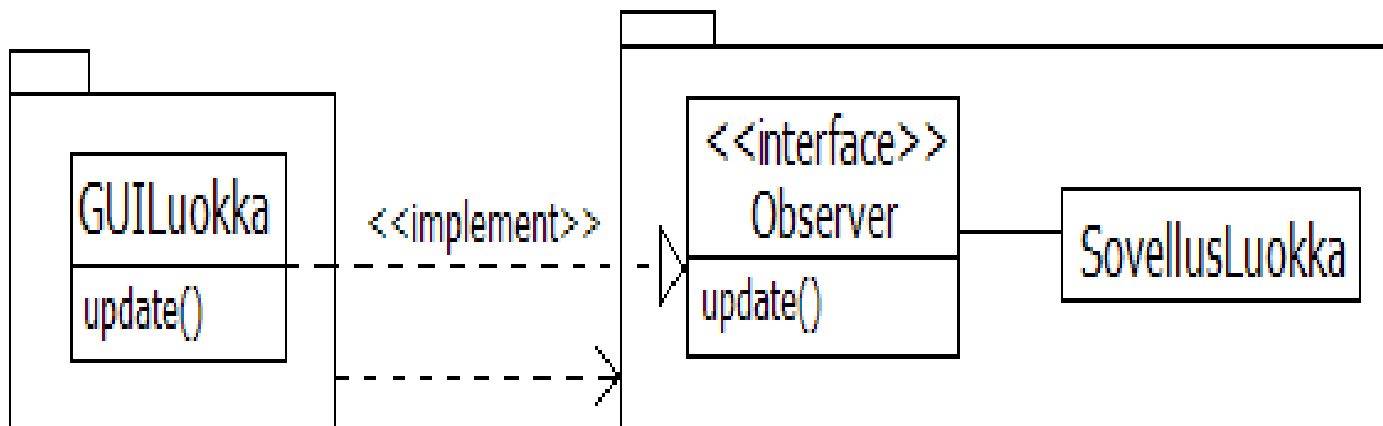 GUILuokka
update()
<<implement>>
<<interface>>
Observer
update()
SovellusLuokka